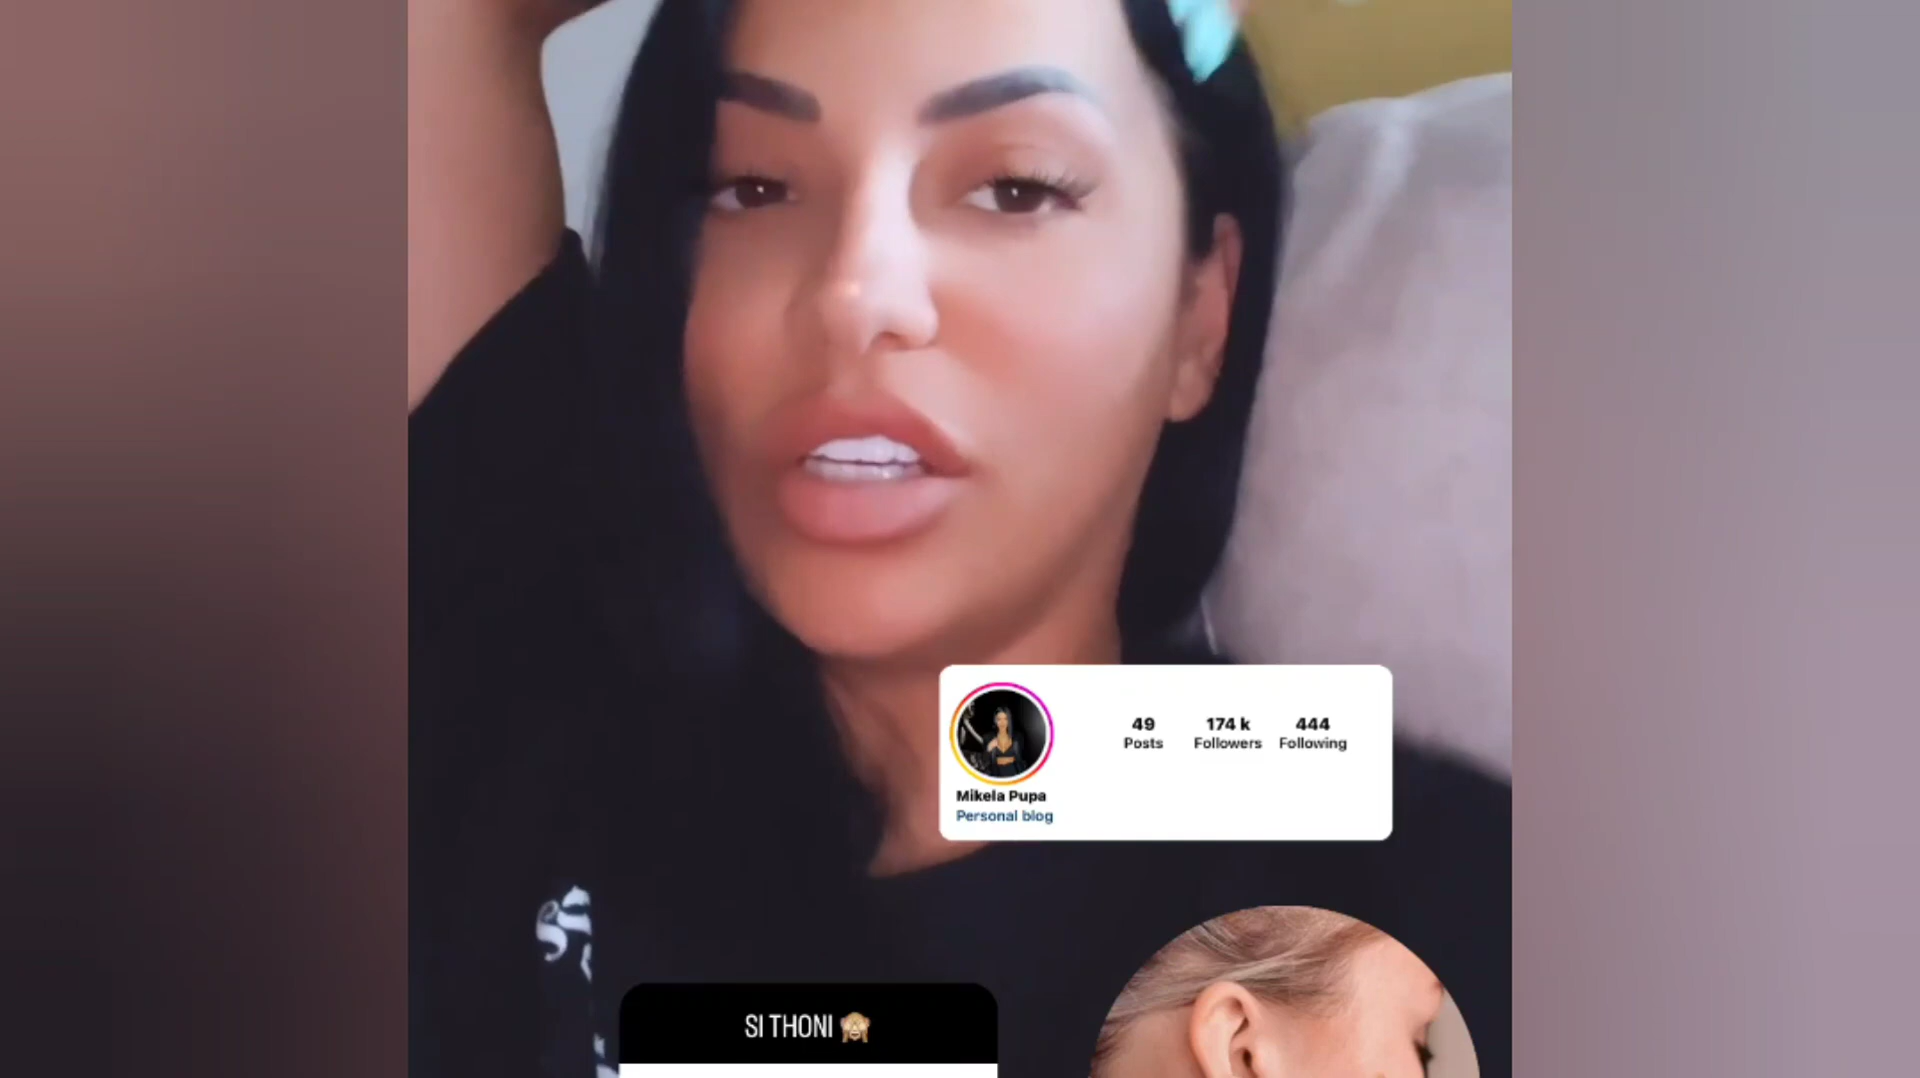 49 174 k 444
Posts Followers Following
Mikela Pupa
Personal blog
SI THONI 🙈